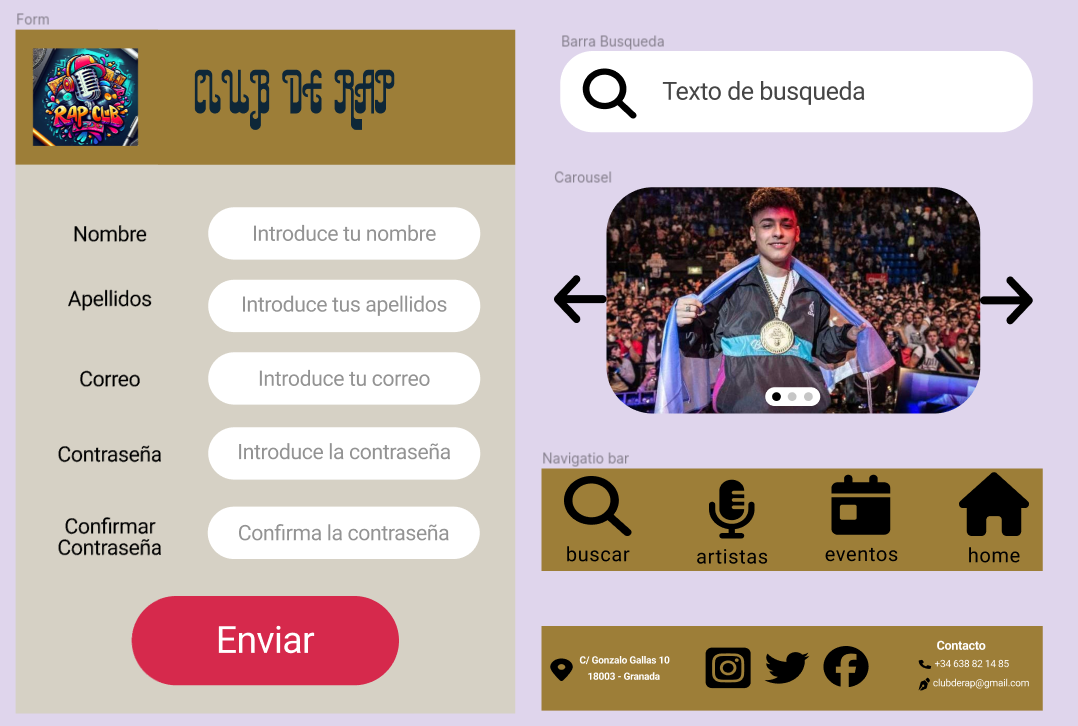 Form
RAP CLUB
CLUB DE RAP
Nombre
Introduce tu nombre
Apellidos
Introduce tus apellidos
Correo
Introduce tu correo
Contraseña
Introduce la contraseña
Confirmar
Contraseña
Confirma la contraseña
Enviar
Barra Busqueda
Texto de busqueda
Carousel
Navigatio bar
buscar
artistas
eventos
home
C/ Gonzalo Gallas 10
18003 - Granada
Contacto
+34 638 82 14 85
clubderap@gmail.com